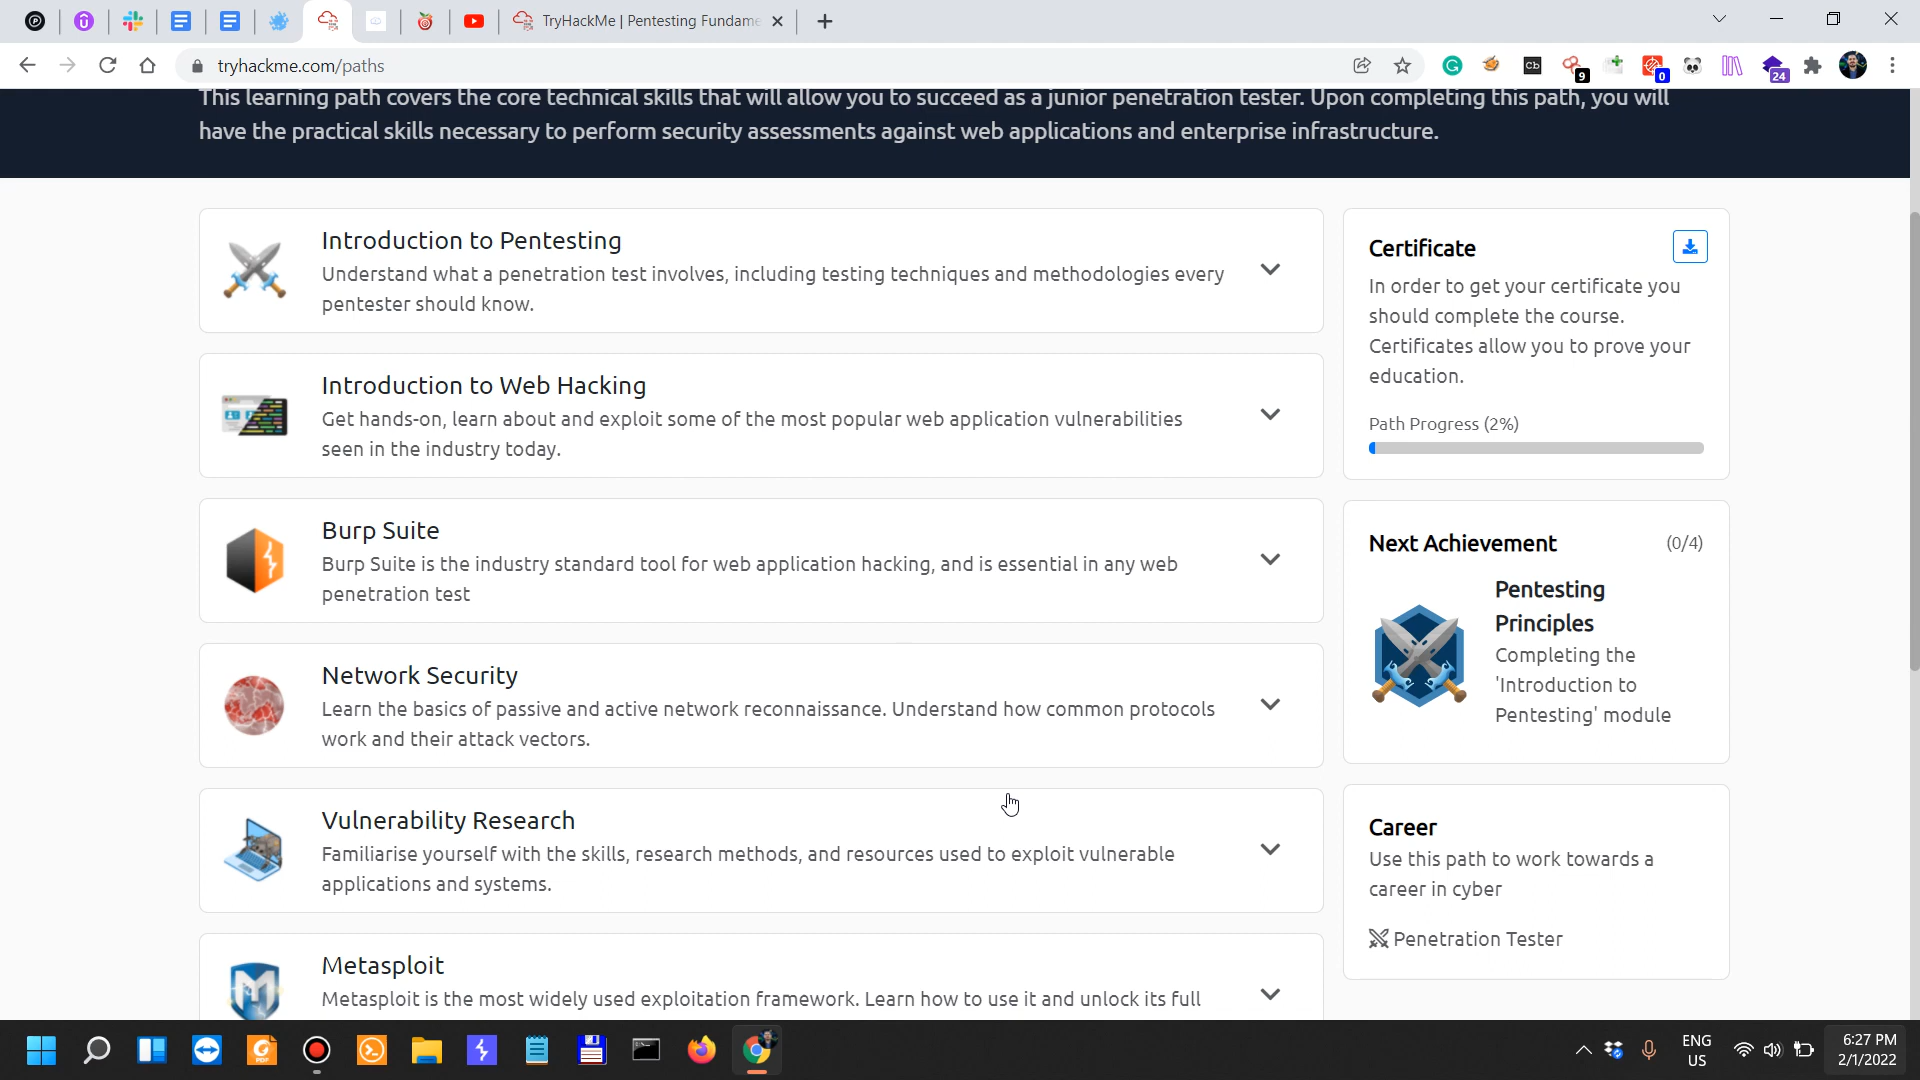 TryHackMe | Pentesting Fundame
tryhackme.com/paths
cb
9
0
24
This learning path covers the core technical skills that will allow you to succeed as a junior penetration tester. Upon completing this path, you will
have the practical skills necessary to perform security assessments against web applications and enterprise infrastructure.
Introduction to Pentesting
Understand what a penetration test involves, including testing techniques and methodologies every
pentester should know.
Introduction to Web Hacking
Get hands-on, learn about and exploit some of the most popular web application vulnerabilities
seen in the industry today.
Burp Suite
Burp Suite is the industry standard tool for web application hacking, and is essential in any web
penetration test
Network Security
Learn the basics of passive and active network reconnaissance. Understand how common protocols
work and their attack vectors.
Vulnerability Research
Familiarise yourself with the skills, research methods, and resources used to exploit vulnerable
applications and systems.
Metasploit
Metasploit is the most widely used exploitation framework. Learn how to use it and unlock its full
Certificate
In order to get your certificate you
should complete the course.
Certificates allow you to prove your
education.
Path Progress (2%)
Next Achievement (0/4)
Pentesting
Principles
Completing the
'Introduction to
Pentesting' module
Career
Use this path to work towards a
career in cyber
Penetration Tester
PDF
ENG
US
6:27 PM
2/1/2022